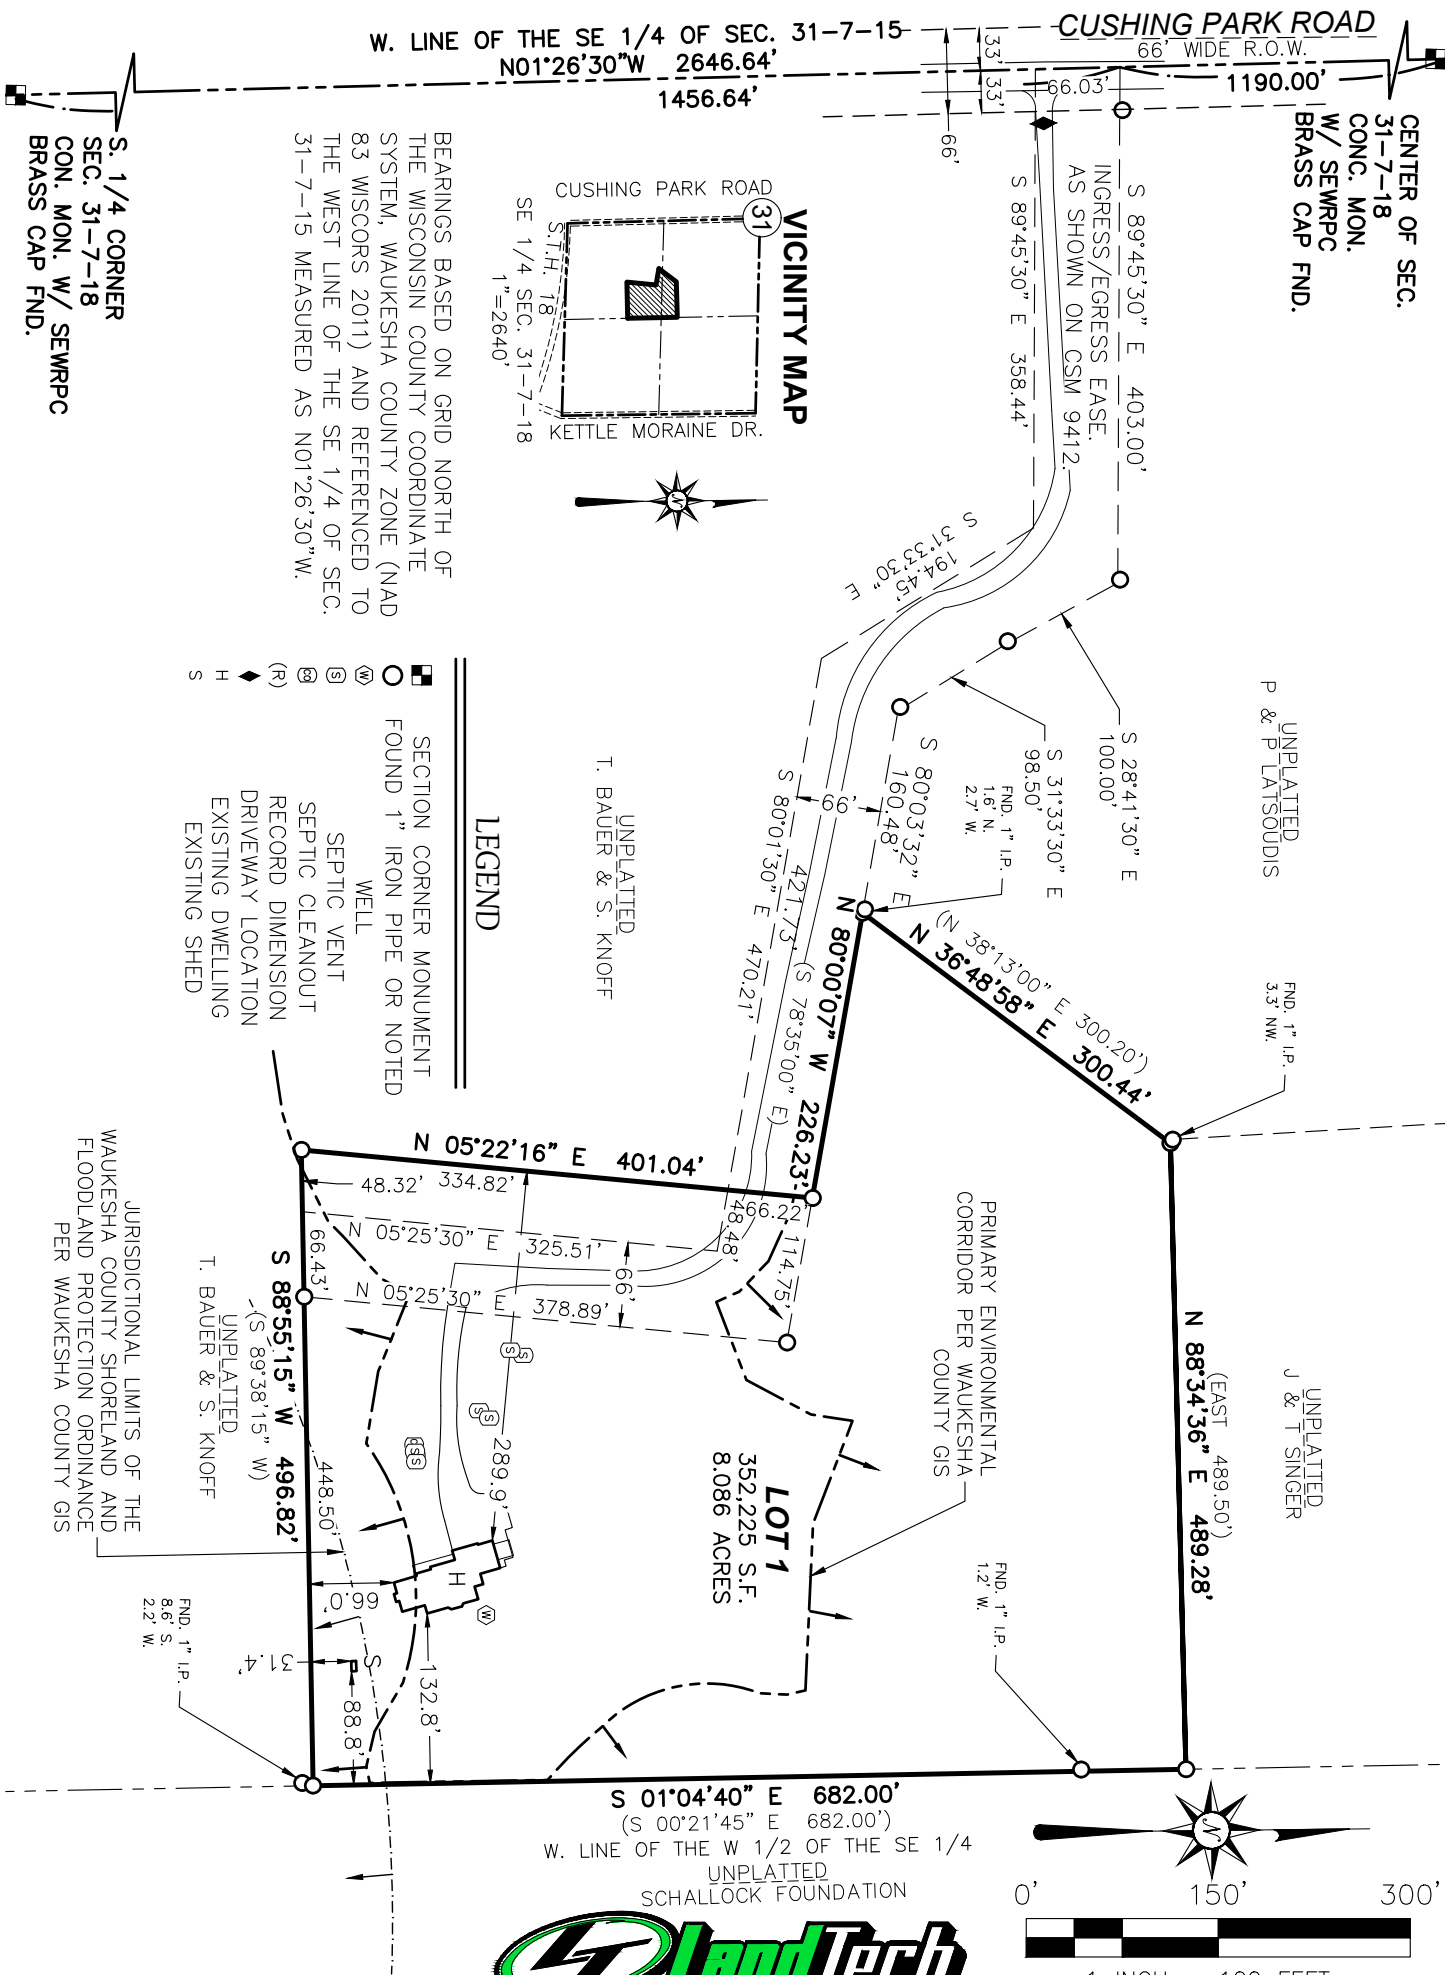 CUSHING PARK ROAD
66' WIDE R.O.W.
W. LINE OF THE SE 1/4 OF SEC. 31-7-15
N01°26'30"W 2646.64'
1456.64'
1190.00'
33'
33'
66'
66.03'
CENTER OF SEC.
31-7-18
CONC. MON.
W/ SEWRPC
BRASS CAP FND.
S. 1/4 CORNER
SEC. 31-7-18
CON. MON. W/ SEWRPC
BRASS CAP FND.
S 89°45'30" E 403.00'
INGRESS/EGRESS EASE.
AS SHOWN ON CSM 9412.
S 89°45'30" E 358.44'
VICINITY MAP
31
CUSHING PARK ROAD
KETTLE MORAINE DR.
S.T.H. 18
SE 1/4 SEC. 31-7-18
1"=2640'
N
BEARINGS BASED ON GRID NORTH OF
THE WISCONSIN COUNTY COORDINATE
SYSTEM, WAUKESHA COUNTY ZONE (NAD
83 WISCORS 2011) AND REFERENCED TO
THE WEST LINE OF THE SE 1/4 OF SEC.
31-7-15 MEASURED AS N01°26'30"W.
S 31°33'30" E
194.45'
UNPLATTED
P & P LATSOUDIS
S 28°41'30" E
100.00'
S 31°33'30" E
98.50'
S 80°03'32" E
160.48'
FND. 1" I.P.
1.6' N.
2.7' W.
66'
421.73' (S 78°35'00" E)
S 80°01'30" E 470.21'
N 80°00'07" W 226.23'
(N 38°13'00" E 300.20')
N 36°48'58" E 300.44'
FND. 1" I.P.
3.3' NW.
UNPLATTED
T. BAUER & S. KNOFF
LEGEND
SECTION CORNER MONUMENT
FOUND 1" IRON PIPE OR NOTED
W WELL
S SEPTIC VENT
CO SEPTIC CLEANOUT
(R) RECORD DIMENSION
DRIVEWAY LOCATION
H EXISTING DWELLING
S EXISTING SHED
N 05°22'16" E 401.04'
48.32' 334.82'
66.22'
48.48'
114.75'
N 05°25'30" E 325.51'
66'
N 05°25'30" E 378.89'
66.43'
S 88°55'15" W 496.82'
(S 89°38'15" W)
448.50'
UNPLATTED
T. BAUER & S. KNOFF
JURISDICTIONAL LIMITS OF THE
WAUKESHA COUNTY SHORELAND AND
FLOODLAND PROTECTION ORDINANCE
PER WAUKESHA COUNTY GIS
PRIMARY ENVIRONMENTAL
CORRIDOR PER WAUKESHA
COUNTY GIS
UNPLATTED
J & T SINGER
(EAST 489.50')
N 88°34'36" E 489.28'
LOT 1
352,225 S.F.
8.086 ACRES
S
S
S
S
S
S
289.9'
H
W
66.0'
S
31.4'
88.8'
132.8'
FND. 1" I.P.
1.2' W.
FND. 1" I.P.
8.6' S.
2.2' W.
S 01°04'40" E 682.00'
(S 00°21'45" E 682.00')
W. LINE OF THE W 1/2 OF THE SE 1/4
UNPLATTED
SCHALLOCK FOUNDATION
N
0' 150' 300'
LT LandTech